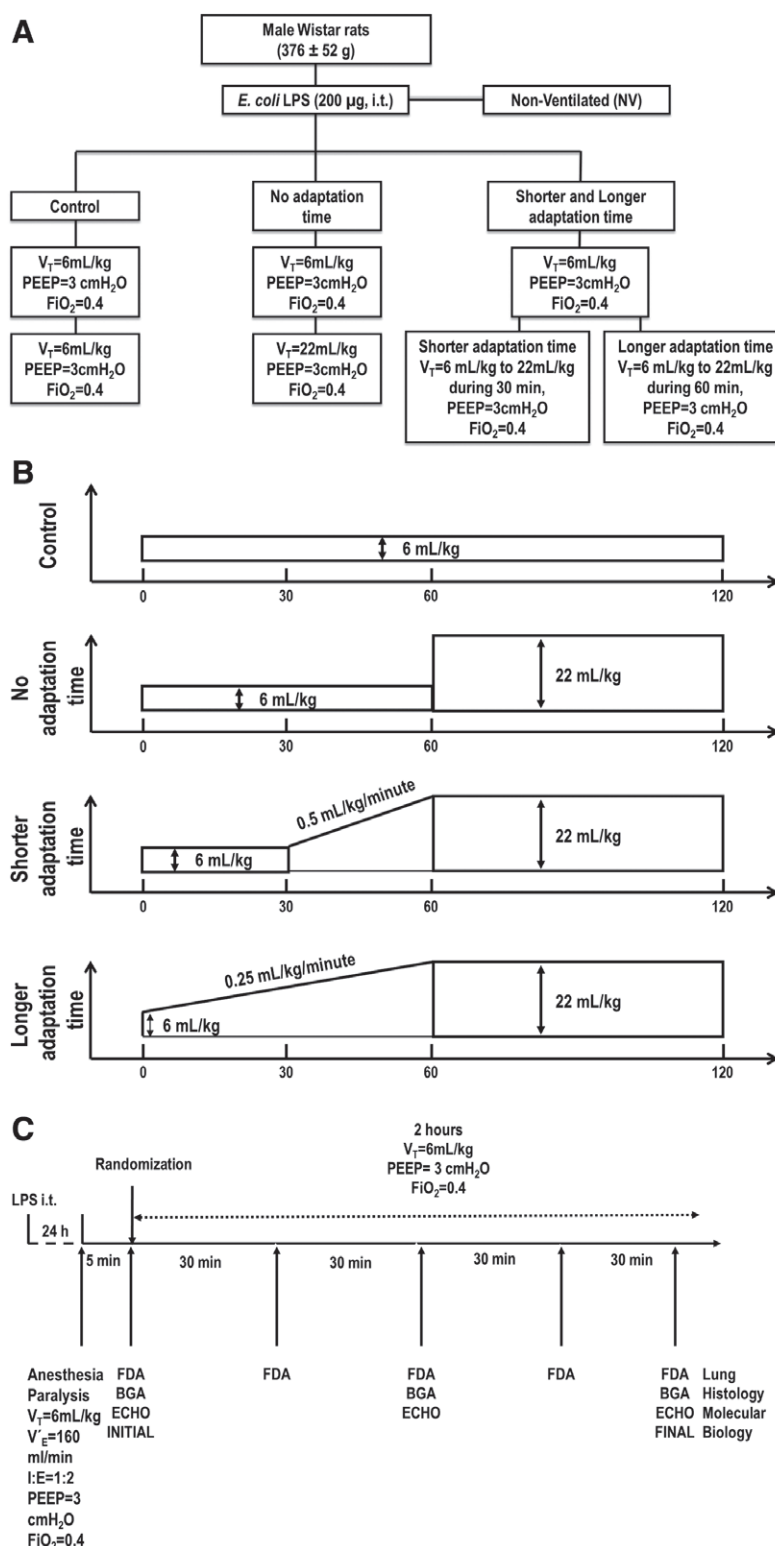 A
Male Wistar rats
(376 ± 52 g)
E. coli LPS (200 µg, i.t.)
Non-Ventilated (NV)
Control
No adaptation
time
Shorter and Longer
adaptation time
VT=6mL/kg
PEEP=3 cmH2O
FiO2=0.4
VT=6mL/kg
PEEP=3cmH2O
FiO2=0.4
VT=6mL/kg
PEEP=3 cmH2O
FiO2=0.4
VT=6mL/kg
PEEP=3cmH2O
FiO2=0.4
VT=22mL/kg
PEEP=3cmH2O
FiO2=0.4
Shorter adaptation time
VT=6 mL/kg to 22mL/kg
during 30 min,
PEEP=3cmH2O
FiO2=0.4
Longer adaptation time
VT=6 mL/kg to 22mL/kg
during 60 min,
PEEP=3 cmH2O
FiO2=0.4
B
Control
6 mL/kg
0 30 60 120
No
adaptation
time
6 mL/kg
22 mL/kg
0 30 60 120
Shorter
adaptation
time
6 mL/kg
0.5 mL/kg/minute
22 mL/kg
0 30 60 120
Longer
adaptation
time
6 mL/kg
0.25 mL/kg/minute
22 mL/kg
0 30 60 120
C
2 hours
VT=6mL/kg
PEEP= 3 cmH2O
FiO2=0.4
Randomization
LPS i.t.
24 h
5 min 30 min 30 min 30 min 30 min
Anesthesia
Paralysis
VT=6mL/kg
V´E=160
ml/min
I:E=1:2
PEEP=3
cmH2O
FiO2=0.4
FDA
BGA
ECHO
INITIAL
FDA
FDA
BGA
ECHO
FDA
FDA
BGA
ECHO
FINAL
Lung
Histology
Molecular
Biology